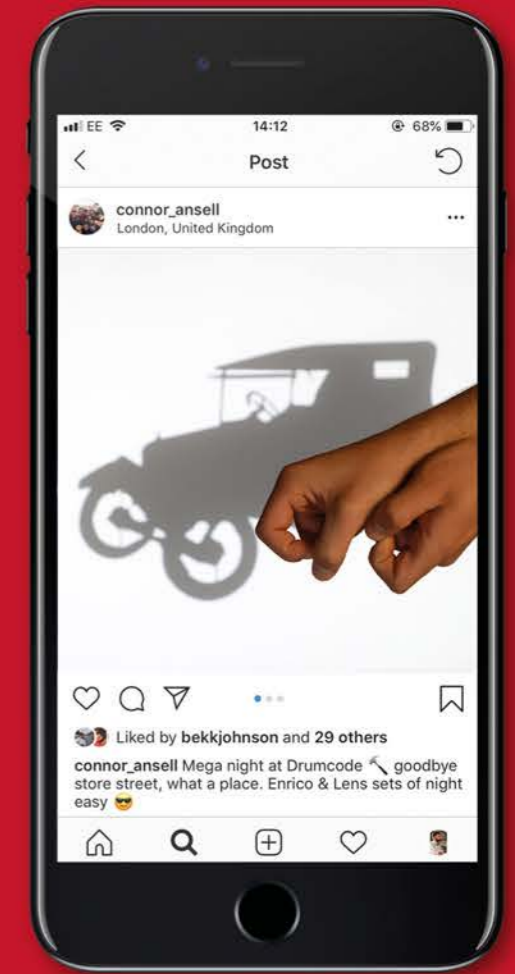 EE 14:12 68%
Post
connor_ansell
London, United Kingdom
Liked by bekkjohnson and 29 others
connor_ansell Mega night at Drumcode 🔨 goodbye
store street, what a place. Enrico & Lens sets of night
easy 😎